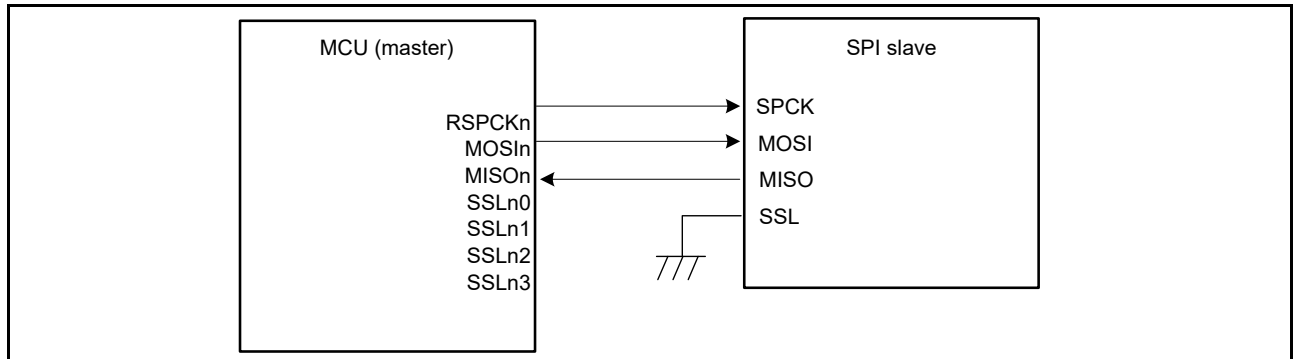 MCU (master)
SPI slave
RSPCKn
MOSIn
MISOn
SSLn0
SSLn1
SSLn2
SSLn3
SPCK
MOSI
MISO
SSL